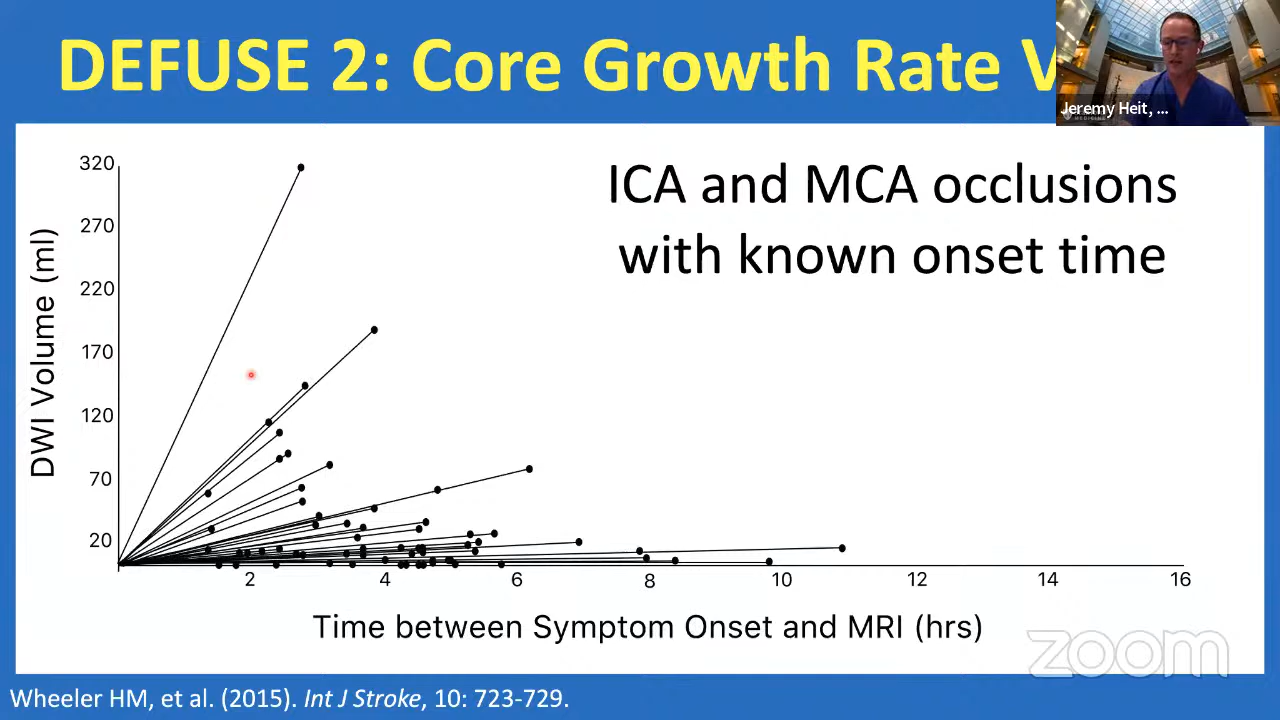 DEFUSE 2: Core Growth Rate V
Jeremy Heit, ...
ICA and MCA occlusions
with known onset time
DWI Volume (ml)
320
270
220
170
120
70
20
2 4 6 8 10 12 14 16
Time between Symptom Onset and MRI (hrs)
zoom
Wheeler HM, et al. (2015). Int J Stroke, 10: 723-729.